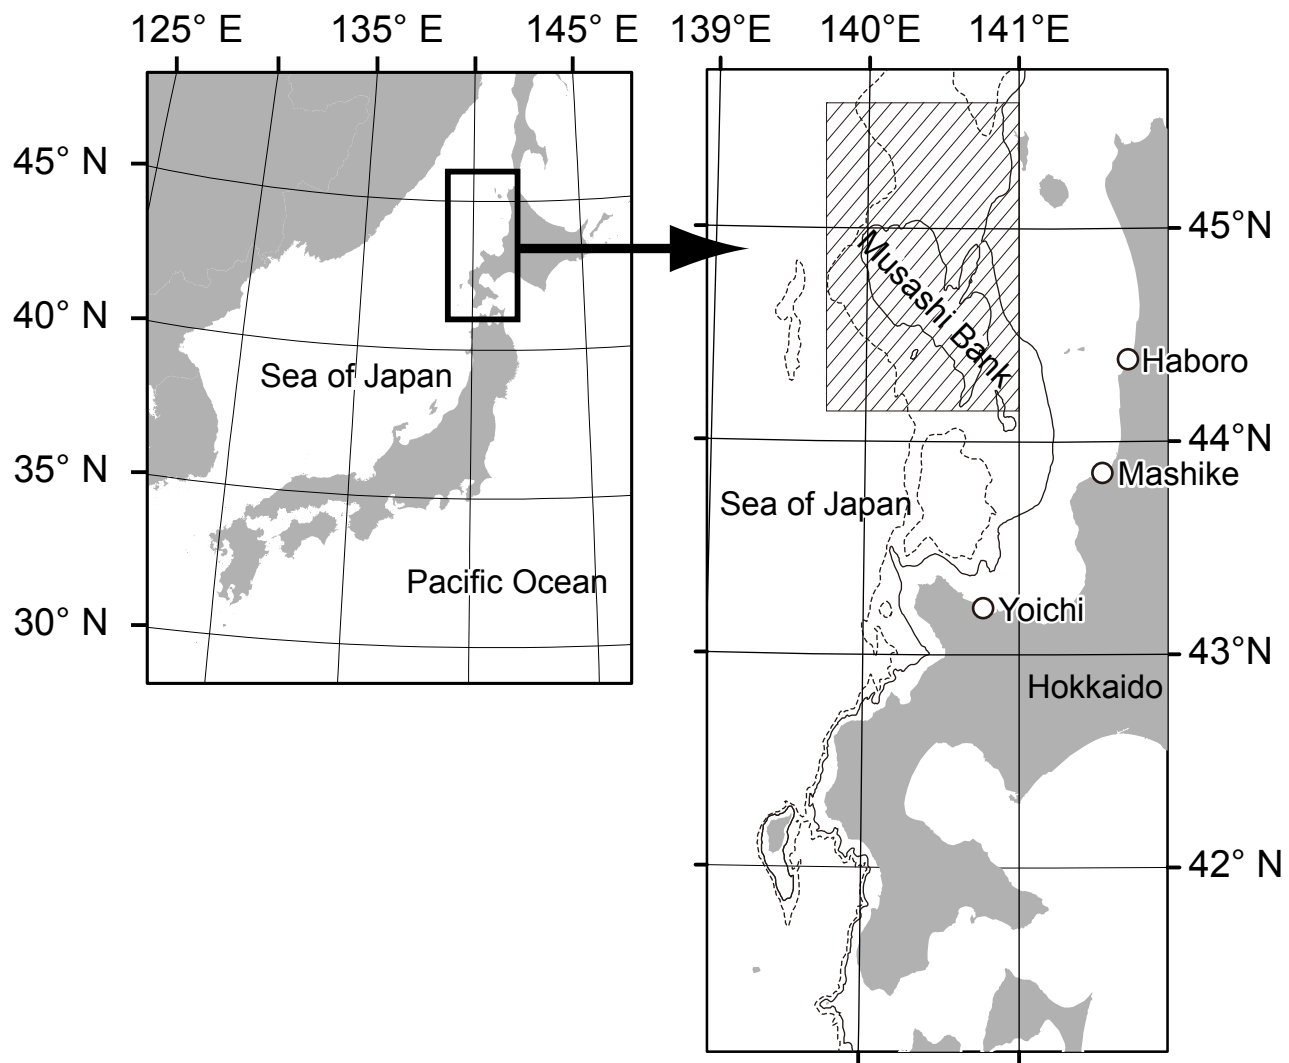 125° E 135° E 145° E
139°E 140°E 141°E
45° N
40° N
35° N
30° N
Sea of Japan
Pacific Ocean
45°N
44°N
43°N
42° N
Musashi Bank
Haboro
Mashike
Sea of Japan
Yoichi
Hokkaido